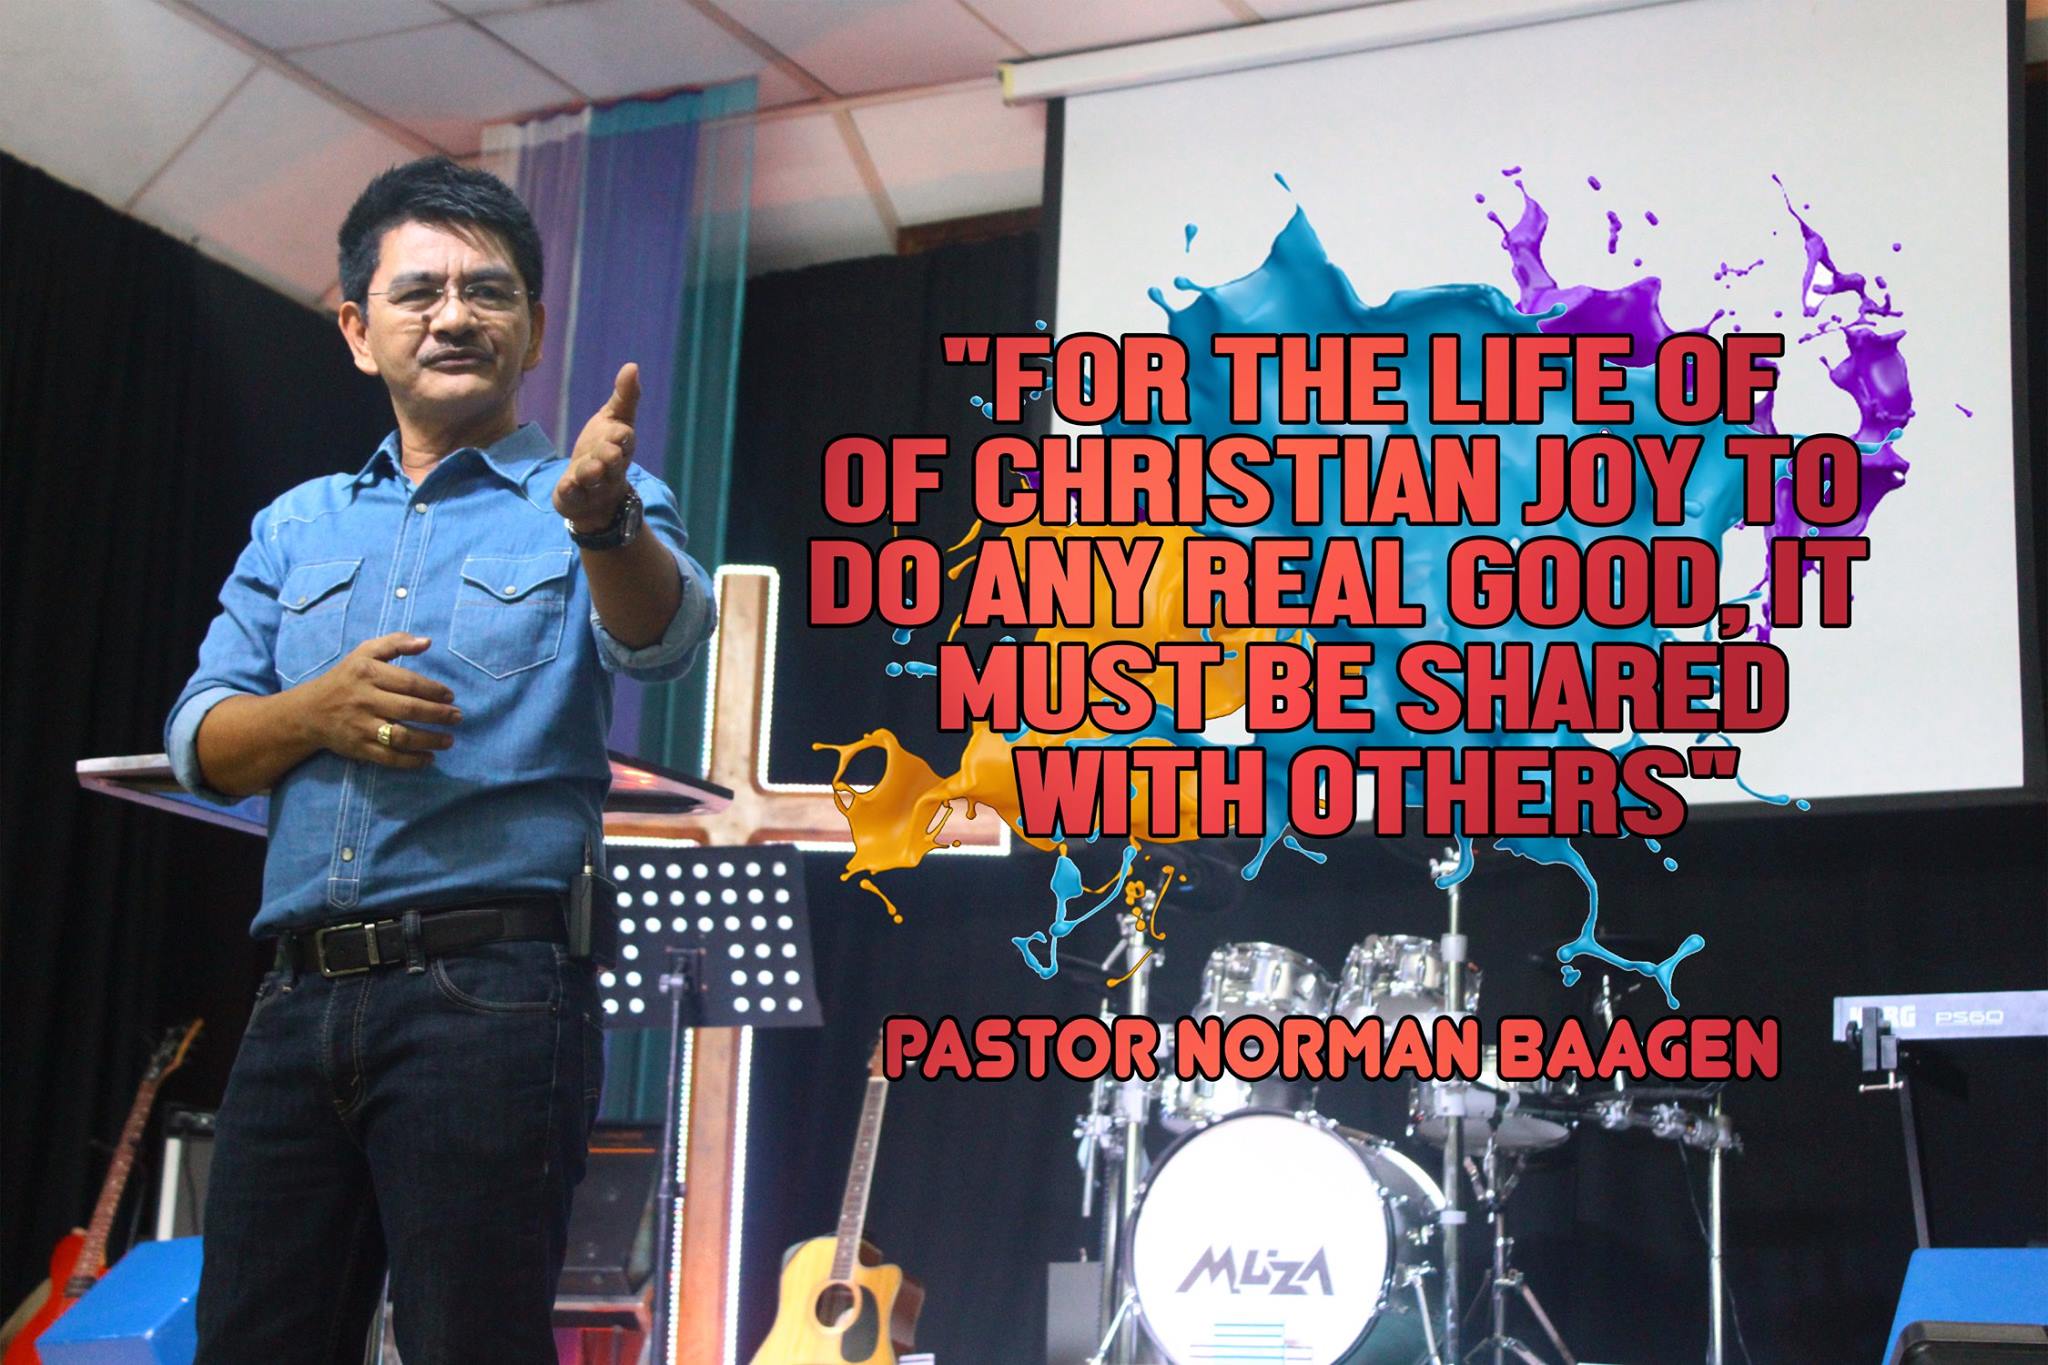 "FOR THE LIFE OF
OF CHRISTIAN JOY TO
DO ANY REAL GOOD, IT
MUST BE SHARED
WITH OTHERS"
PASTOR NORMAN BAAGEN
KORG PS60
MUZA